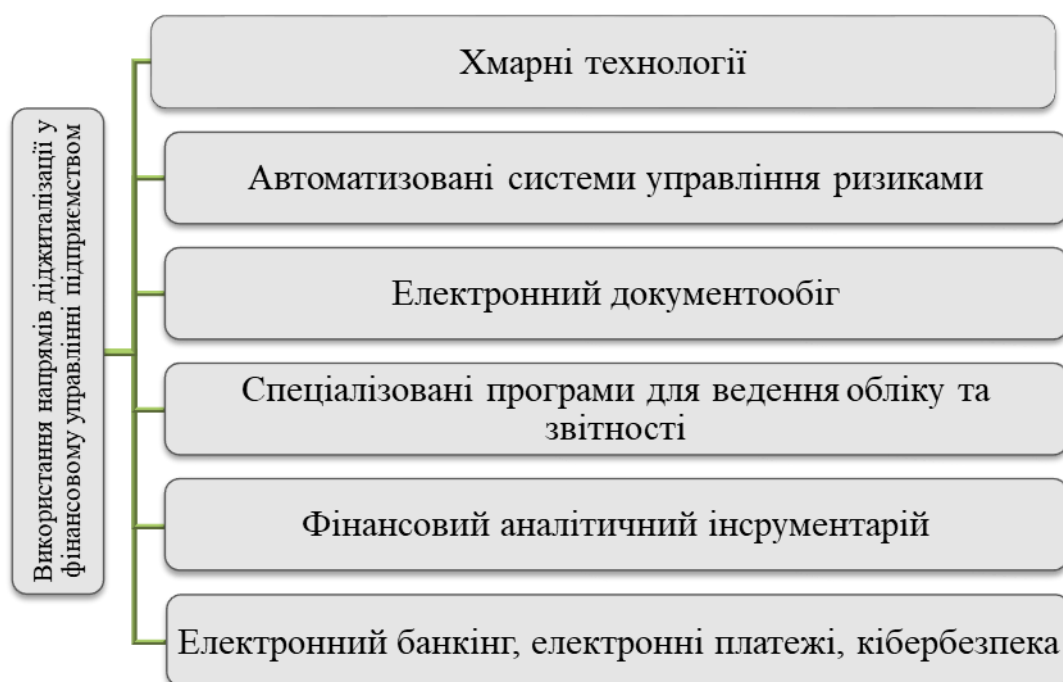 Використання напрямів діджиталізації у
фінансовому управлінні підприємством
Хмарні технології
Автоматизовані системи управління ризиками
Електронний документообіг
Спеціалізовані програми для ведення обліку та
звітності
Фінансовий аналітичний інсрументарій
Електронний банкінг, електронні платежі, кібербезпека